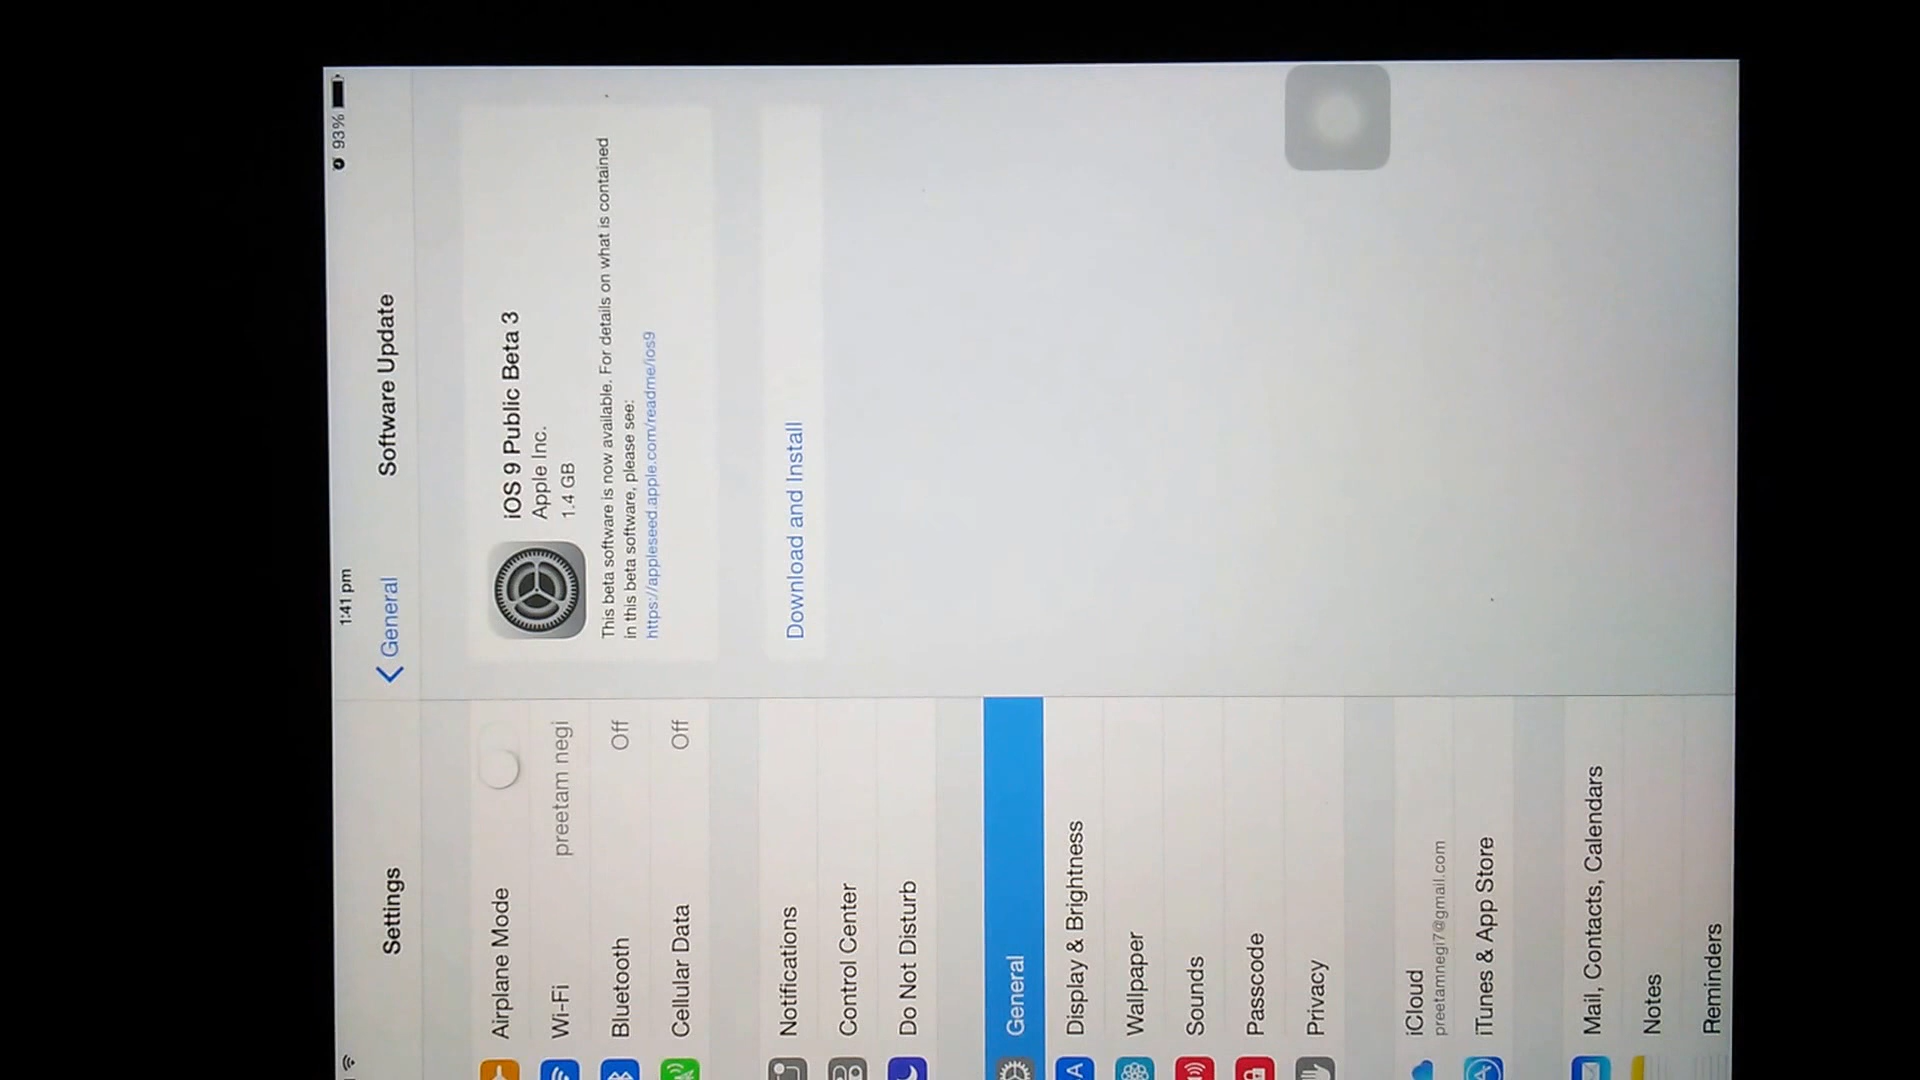 1:41 pm
93%
Settings
Airplane Mode
Wi-Fi
preetam negi
Bluetooth
Off
Cellular Data
Off
Notifications
Control Center
Do Not Disturb
General
Display & Brightness
Wallpaper
Sounds
Passcode
Privacy
iCloud
preetamnegi7@gmail.com
iTunes & App Store
Mail, Contacts, Calendars
Notes
Reminders
General
Software Update
iOS 9 Public Beta 3
Apple Inc.
1.4 GB
This beta software is now available. For details on what is contained
in this beta software, please see:
https://appleseed.apple.com/readme/ios9
Download and Install